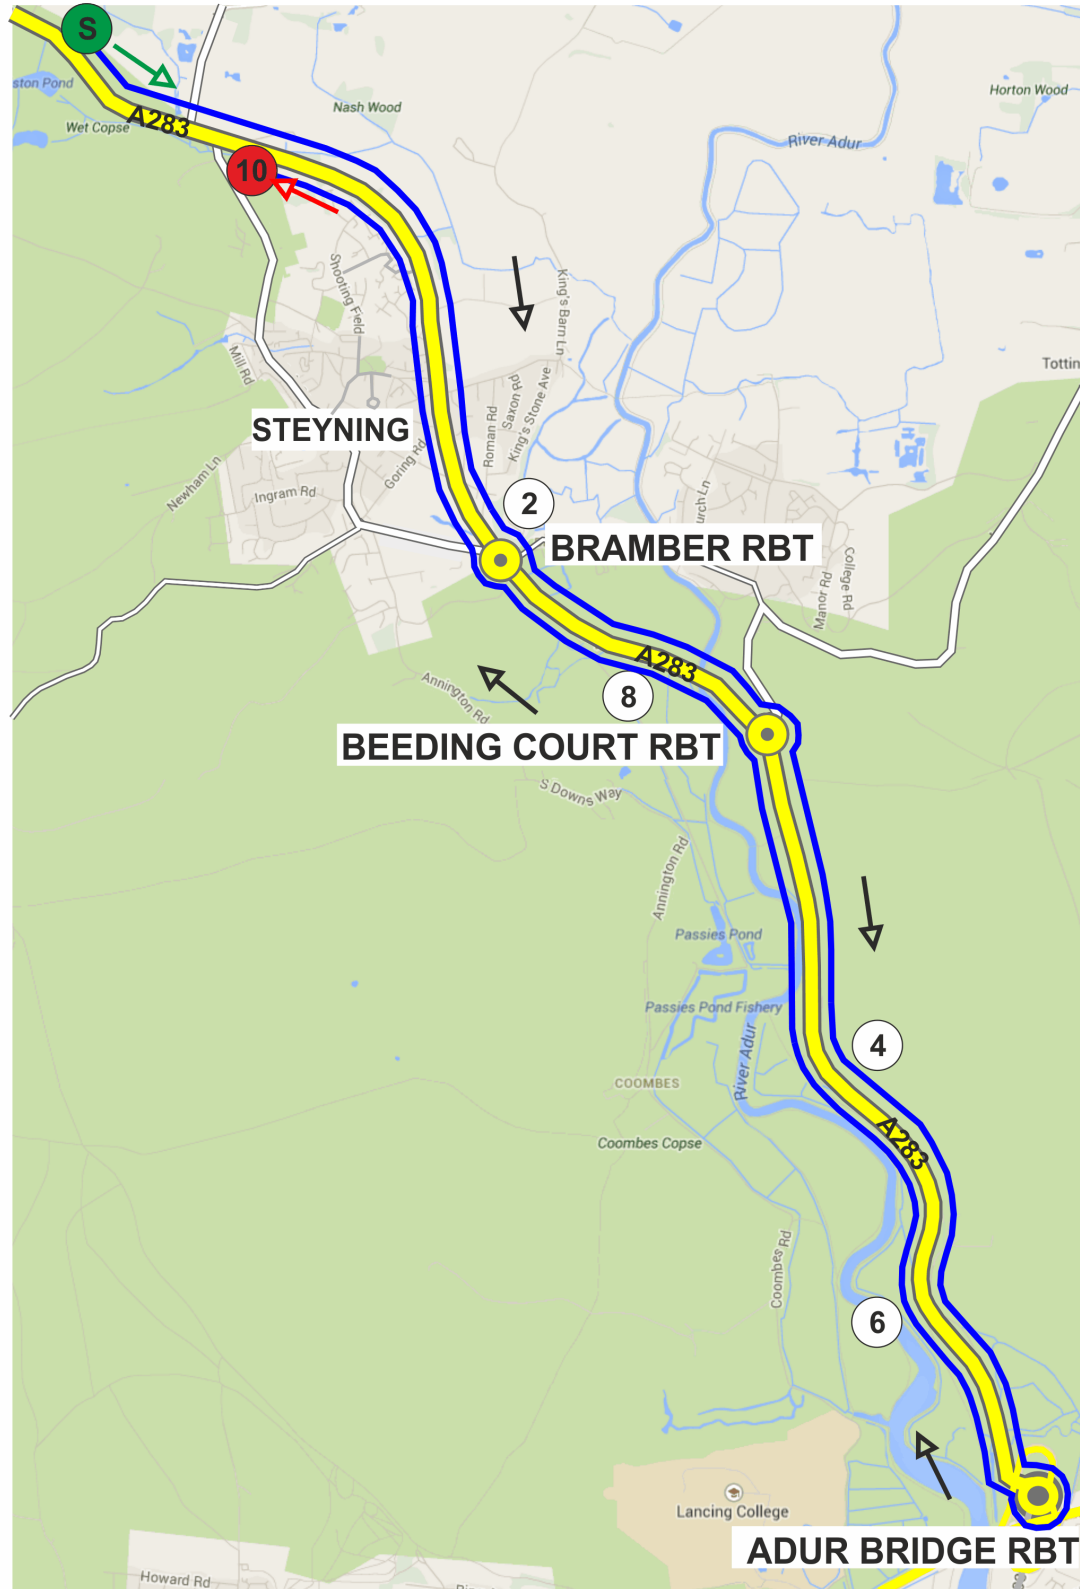 S
ston Pond
Nash Wood
Horton Wood
Wet Copse
A283
River Adur
10
Shooting Field
King's Barn Ln
Mill Rd
Tottin
Saxon Rd
King's Stone Ave
Roman Rd
STEYNING
Goring Rd
Newham Ln
Ingram Rd
urch Ln
2
BRAMBER RBT
College Rd
Manor Rd
A283
Annington Rd
8
BEEDING COURT RBT
S Downs Way
Annington Rd
Passies Pond
Passies Pond Fishery
River Adur
4
COOMBES
Coombes Copse
A283
Coombes Rd
6
Lancing College
ADUR BRIDGE RBT
Howard Rd